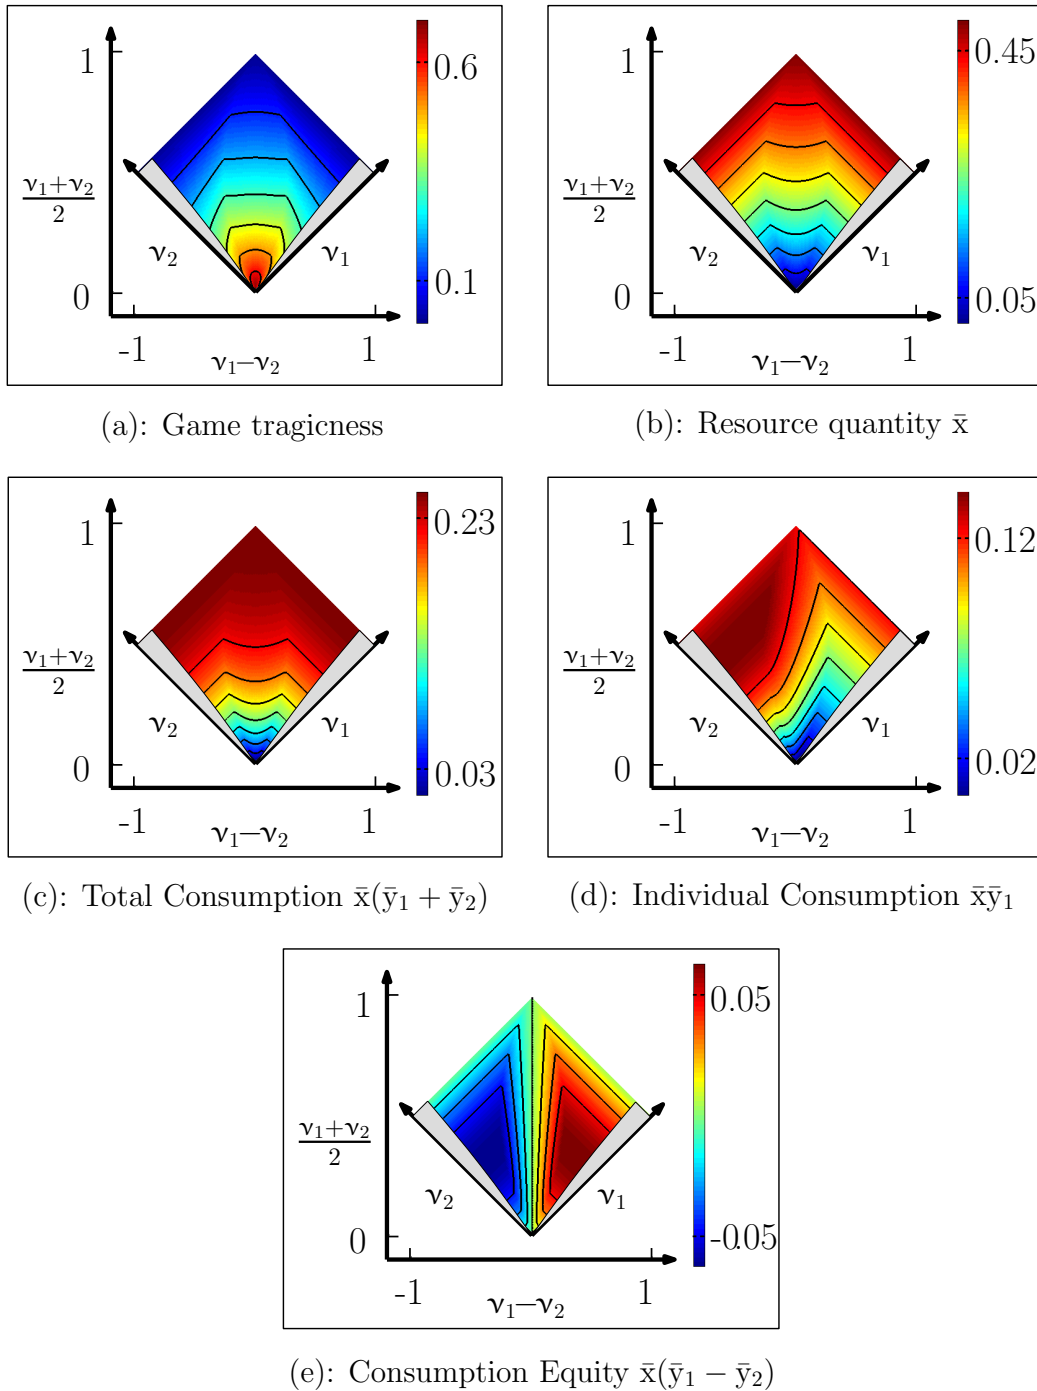 1
0.6
0.1
ν1+ν2
2
ν2
ν1
0
-1
ν1−ν2
1
(a): Game tragicness
1
0.45
0.05
ν1+ν2
2
ν2
ν1
0
-1
ν1−ν2
1
(b): Resource quantity x̄
1
0.23
0.03
ν1+ν2
2
ν2
ν1
0
-1
ν1−ν2
1
(c): Total Consumption x̄(ȳ1 + ȳ2)
1
0.12
0.02
ν1+ν2
2
ν2
ν1
0
-1
ν1−ν2
1
(d): Individual Consumption x̄ȳ1
1
0.05
-0.05
ν1+ν2
2
ν2
ν1
0
-1
ν1−ν2
1
(e): Consumption Equity x̄(ȳ1 − ȳ2)